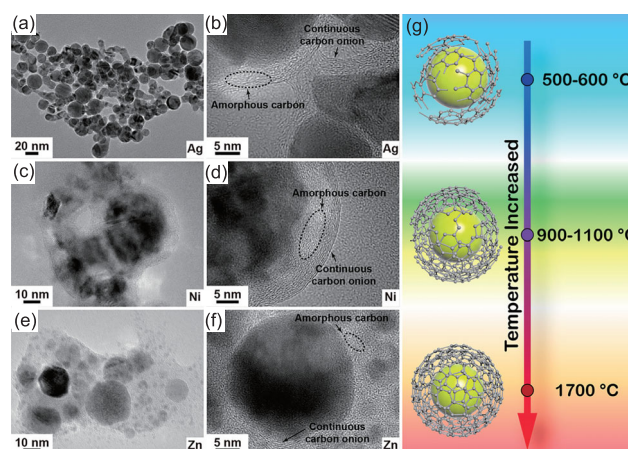 (a)
20 nm
Ag
(b)
Continuous
carbon onion
Amorphous carbon
5 nm
Ag
(c)
10 nm
Ni
(d)
Amorphous carbon
Continuous
carbon onion
5 nm
Ni
(e)
10 nm
Zn
(f)
Amorphous carbon
Continuous
carbon onion
5 nm
Zn
(g)
Temperature Increased
500-600 °C
900-1100 °C
1700 °C